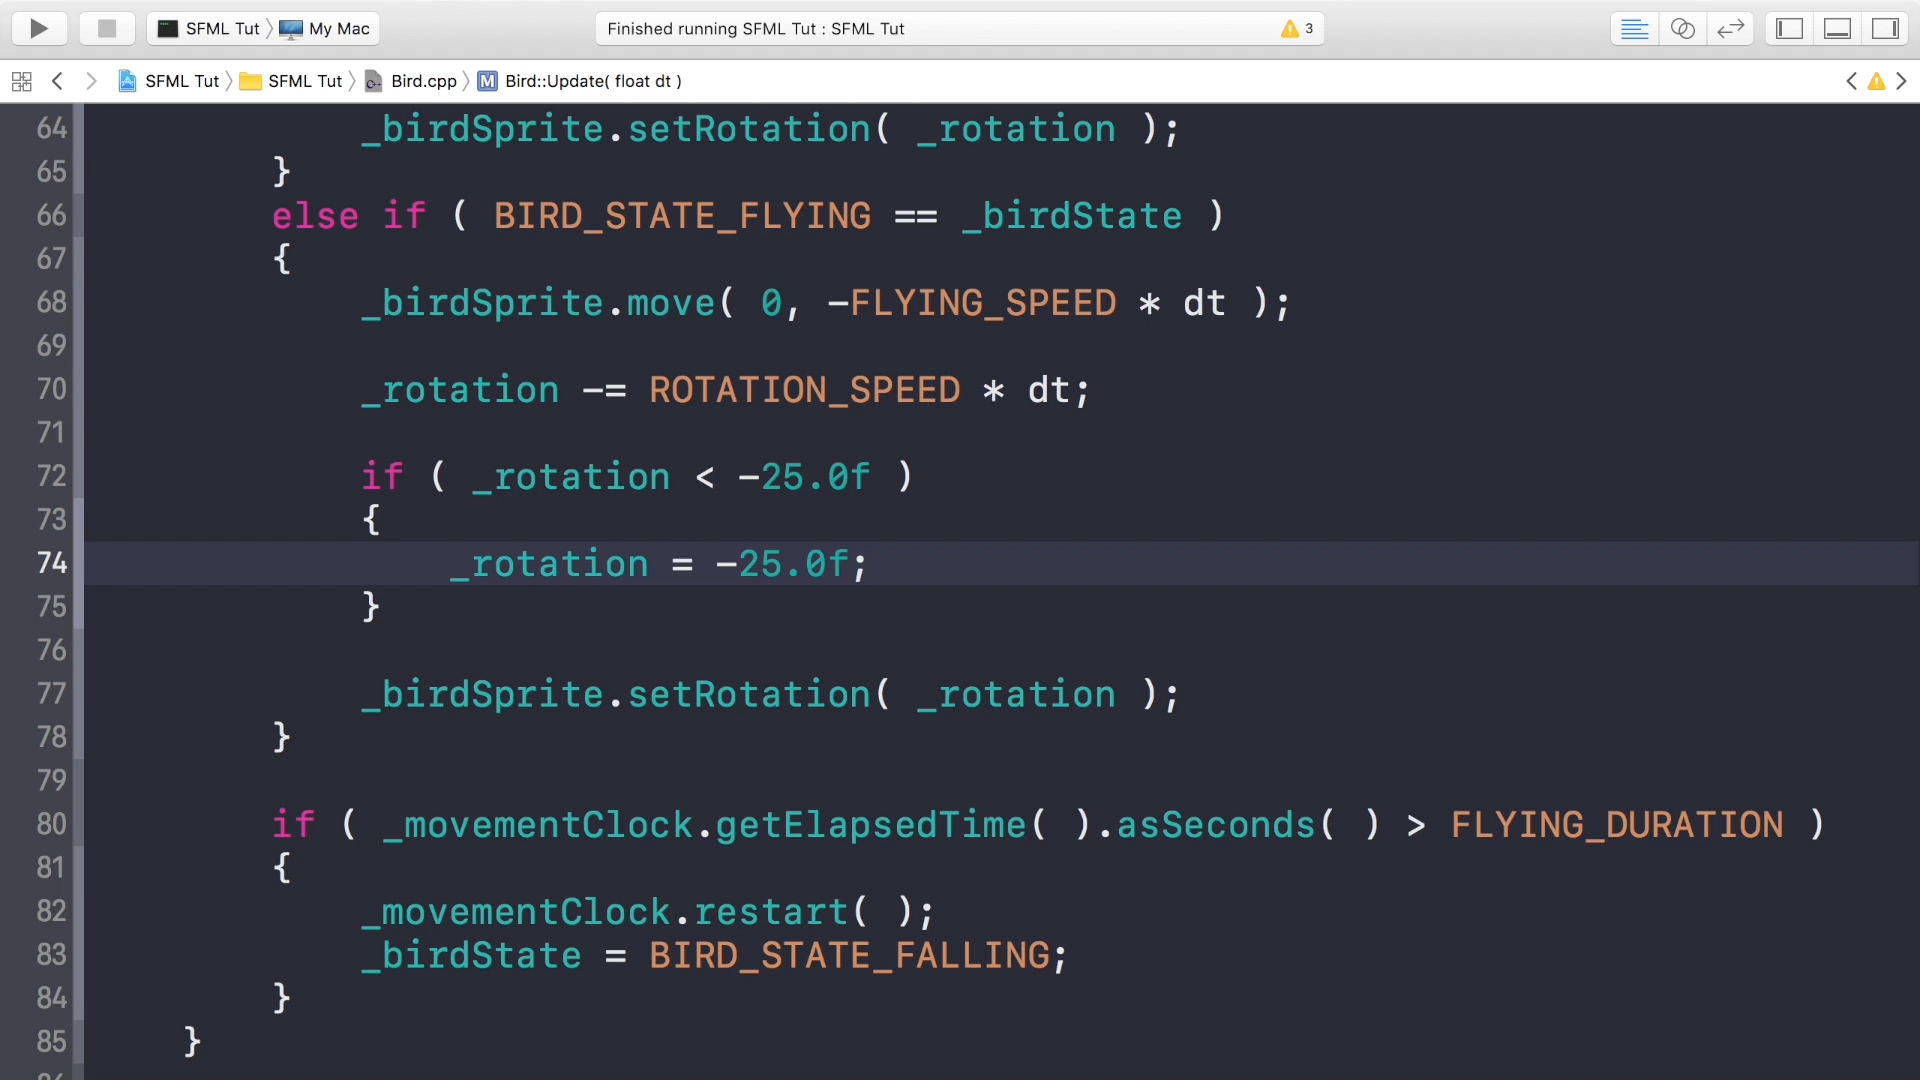 SFML Tut My Mac Finished running SFML Tut : SFML Tut 3
SFML Tut SFML Tut Bird.cpp M Bird::Update( float dt )
64 _birdSprite.setRotation( _rotation );
65 }
66 else if ( BIRD_STATE_FLYING == _birdState )
67 {
68 _birdSprite.move( 0, -FLYING_SPEED * dt );
69
70 _rotation -= ROTATION_SPEED * dt;
71
72 if ( _rotation < -25.0f )
73 {
74 _rotation = -25.0f;
75 }
76
77 _birdSprite.setRotation( _rotation );
78 }
79
80 if ( _movementClock.getElapsedTime( ).asSeconds( ) > FLYING_DURATION )
81 {
82 _movementClock.restart( );
83 _birdState = BIRD_STATE_FALLING;
84 }
85 }